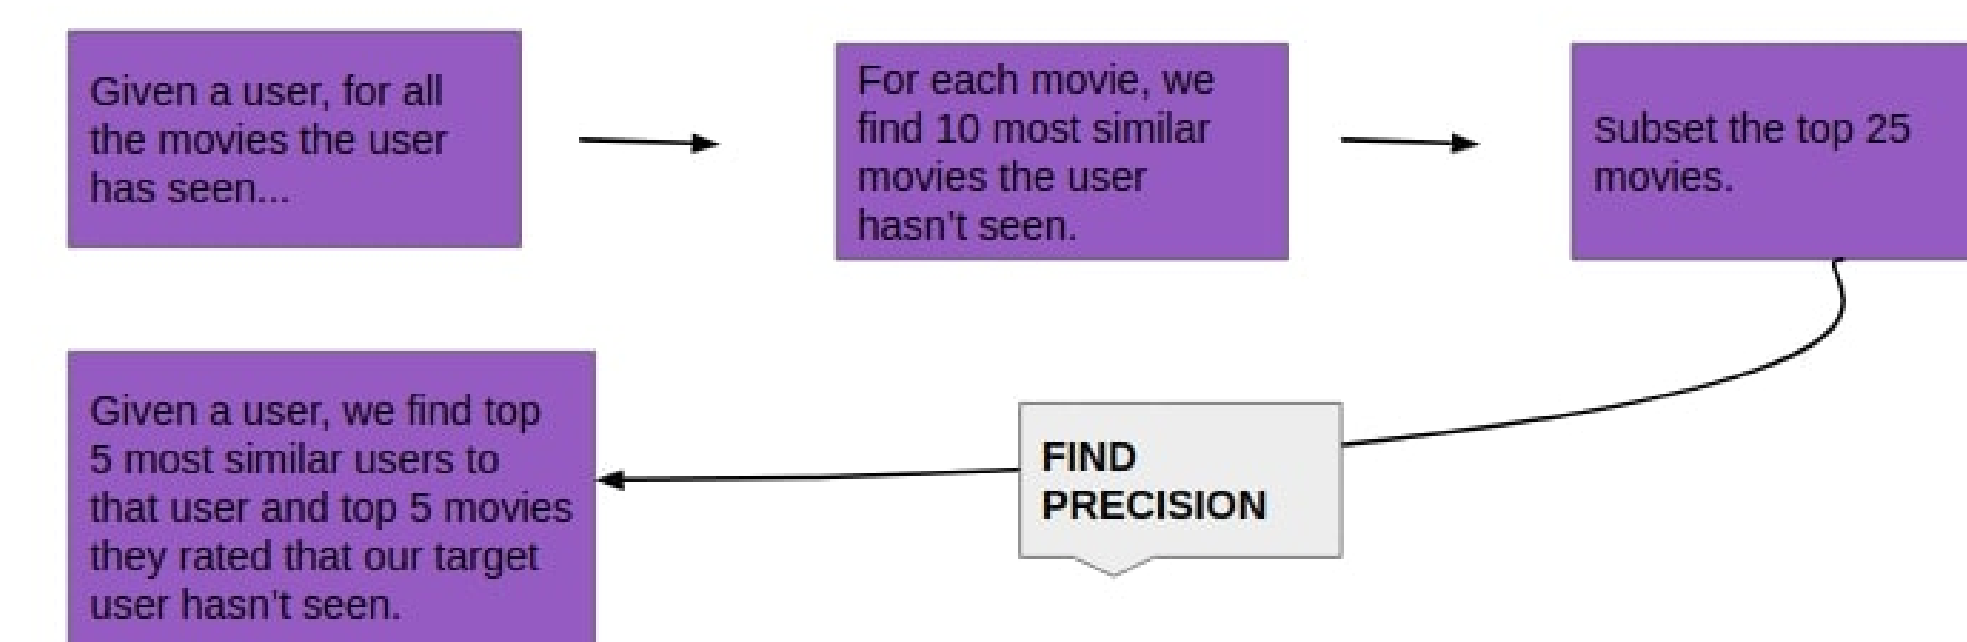 Given a user, for all
the movies the user
has seen...
For each movie, we
find 10 most similar
movies the user
hasn't seen.
Subset the top 25
movies.
FIND
PRECISION
Given a user, we find top
5 most similar users to
that user and top 5 movies
they rated that our target
user hasn't seen.